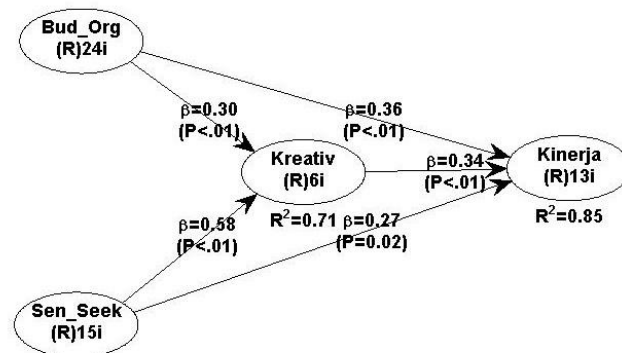 Bud_Org
(R)24i
β=0.30
(P<.01)
β=0.36
(P<.01)
Kreativ
(R)6i
β=0.34
(P<.01)
Kinerja
(R)13i
R²=0.85
β=0.58
(P<.01)
R²=0.71
β=0.27
(P=0.02)
Sen_Seek
(R)15i